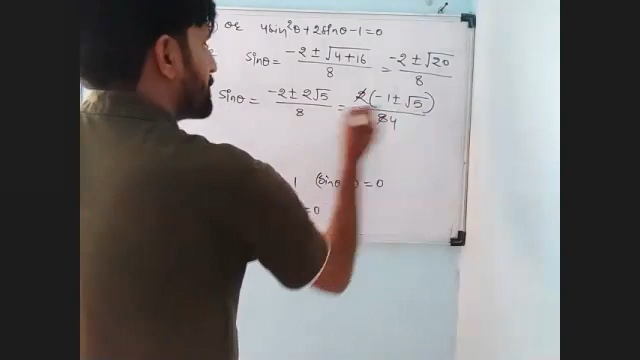 ) or 4sin²θ+2sinθ-1=0
sinθ = -2 ± √4+16 / 8 = -2 ± √20 / 8
sinθ = -2 ± 2√5 / 8 = 2(-1 ± √5) / 8 4
1 (sinθ = 0
= 0